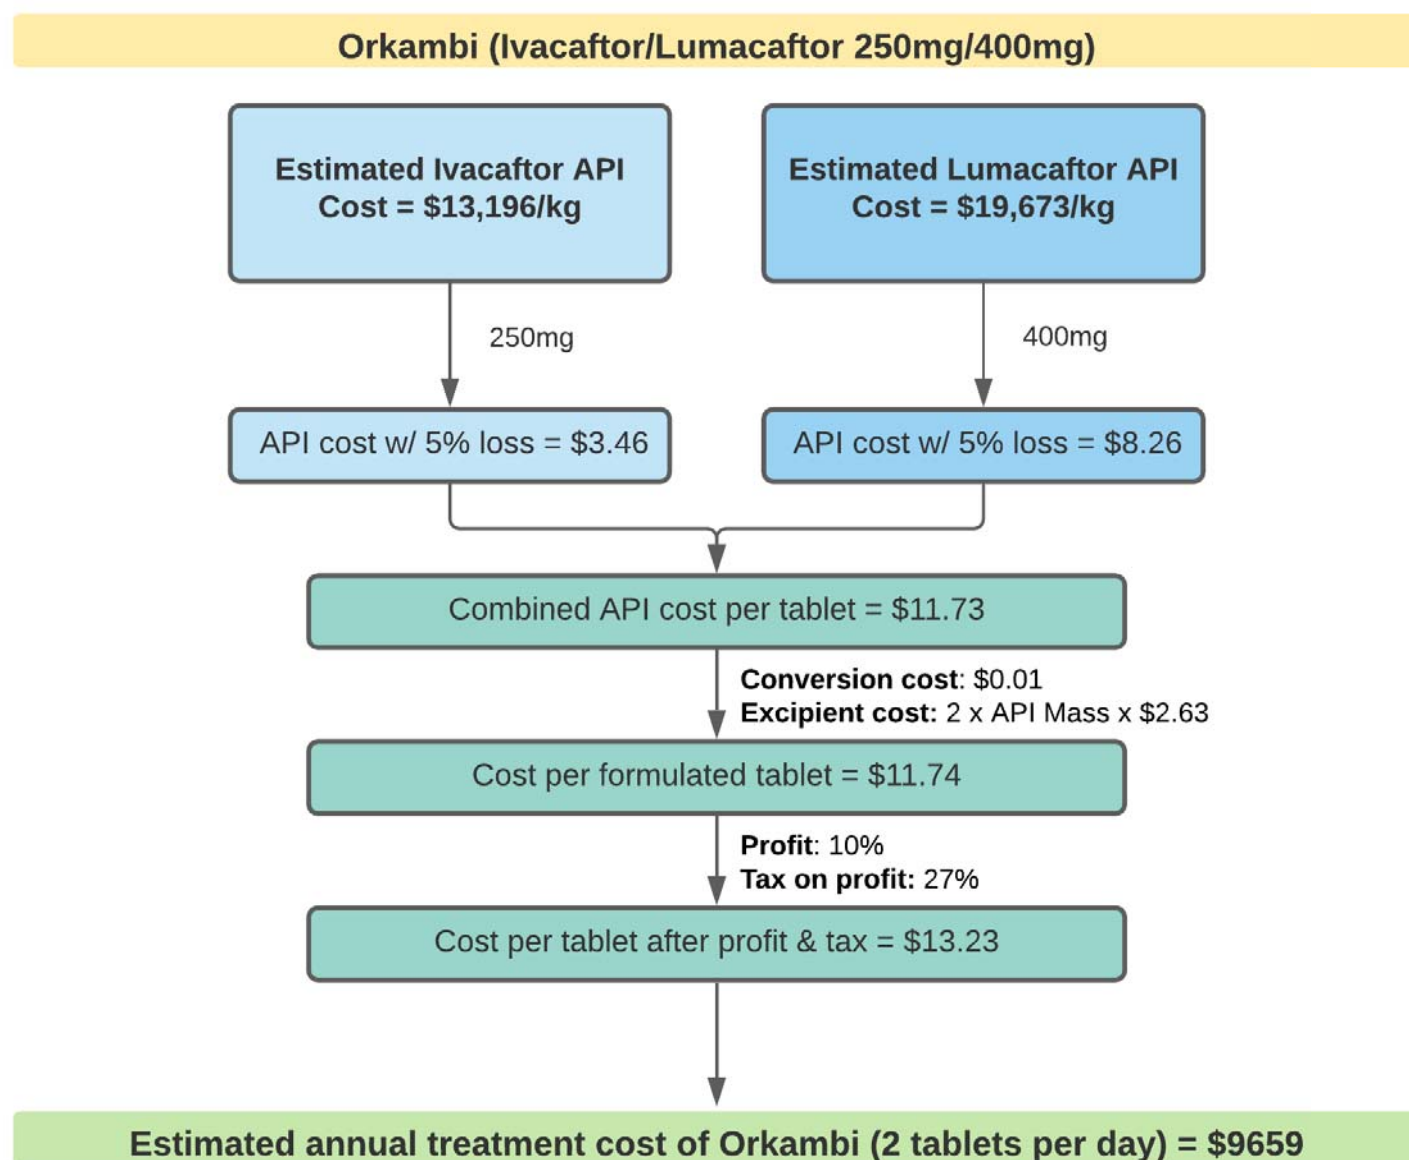 Orkambi (Ivacaftor/Lumacaftor 250mg/400mg)
Estimated Ivacaftor API
Cost = $13,196/kg
Estimated Lumacaftor API
Cost = $19,673/kg
250mg
400mg
API cost w/ 5% loss = $3.46
API cost w/ 5% loss = $8.26
Combined API cost per tablet = $11.73
Conversion cost: $0.01
Excipient cost: 2 x API Mass x $2.63
Cost per formulated tablet = $11.74
Profit: 10%
Tax on profit: 27%
Cost per tablet after profit & tax = $13.23
Estimated annual treatment cost of Orkambi (2 tablets per day) = $9659